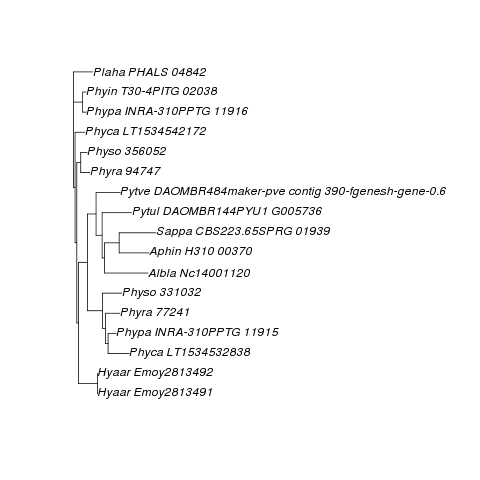 Plaha PHALS 04842
Phyin T30-4PITG 02038
Phypa INRA-310PPTG 11916
Phyca LT1534542172
Physo 356052
Phyra 94747
Pytve DAOMBR484maker-pve contig 390-fgenesh-gene-0.6
Pytul DAOMBR144PYU1 G005736
Sappa CBS223.65SPRG 01939
Aphin H310 00370
Albla Nc14001120
Physo 331032
Phyra 77241
Phypa INRA-310PPTG 11915
Phyca LT1534532838
Hyaar Emoy2813492
Hyaar Emoy2813491